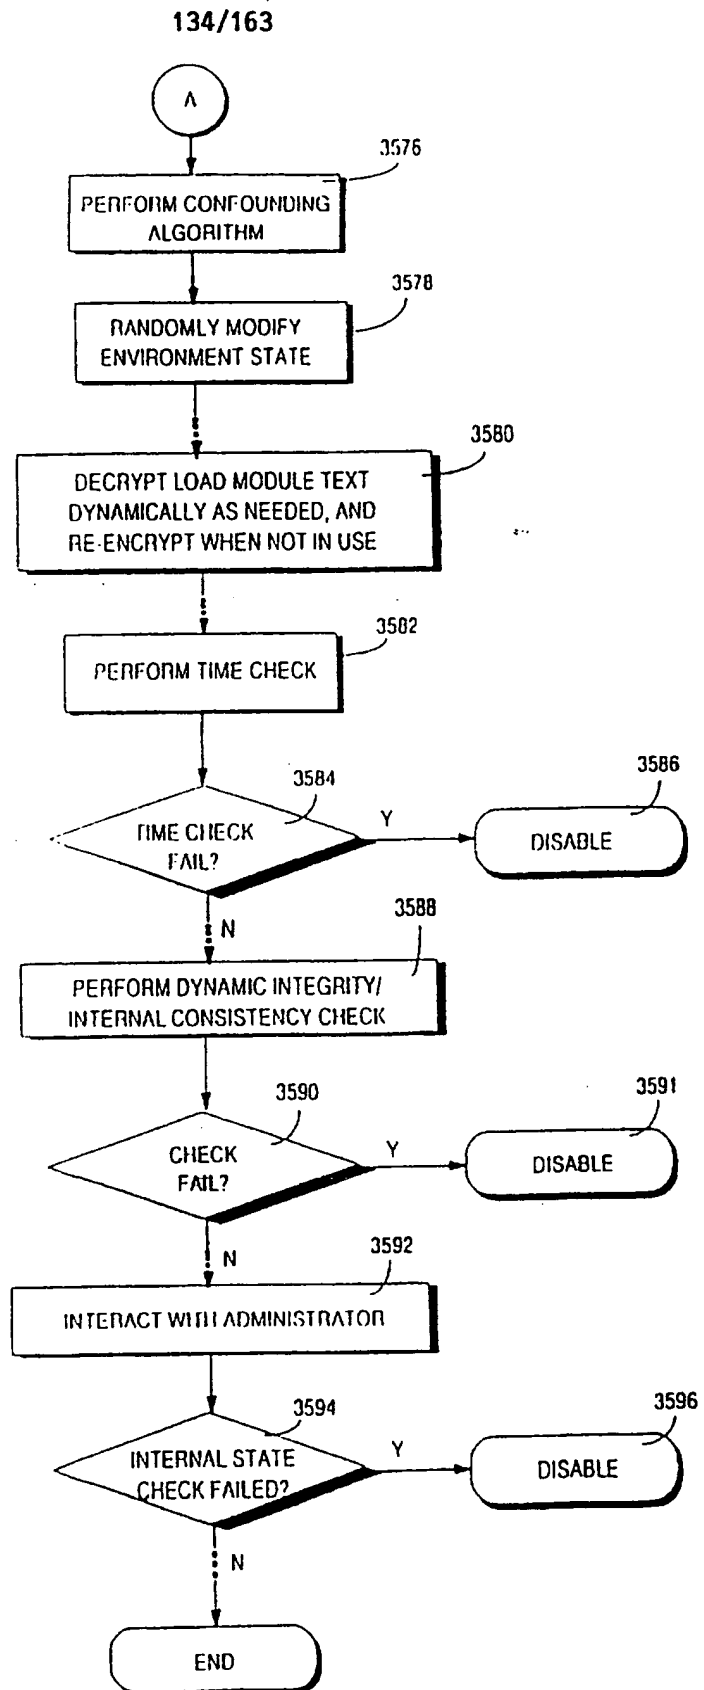 134/163
A
3576
PERFORM CONFOUNDING
ALGORITHM
3578
RANDOMLY MODIFY
ENVIRONMENT STATE
3580
DECRYPT LOAD MODULE TEXT
DYNAMICALLY AS NEEDED, AND
RE-ENCRYPT WHEN NOT IN USE
3582
PERFORM TIME CHECK
3584
TIME CHECK
FAIL?
Y
3586
DISABLE
N
3588
PERFORM DYNAMIC INTEGRITY/
INTERNAL CONSISTENCY CHECK
3590
CHECK
FAIL?
Y
3591
DISABLE
N
3592
INTERACT WITH ADMINISTRATOR
3594
INTERNAL STATE
CHECK FAILED?
Y
3596
DISABLE
N
END